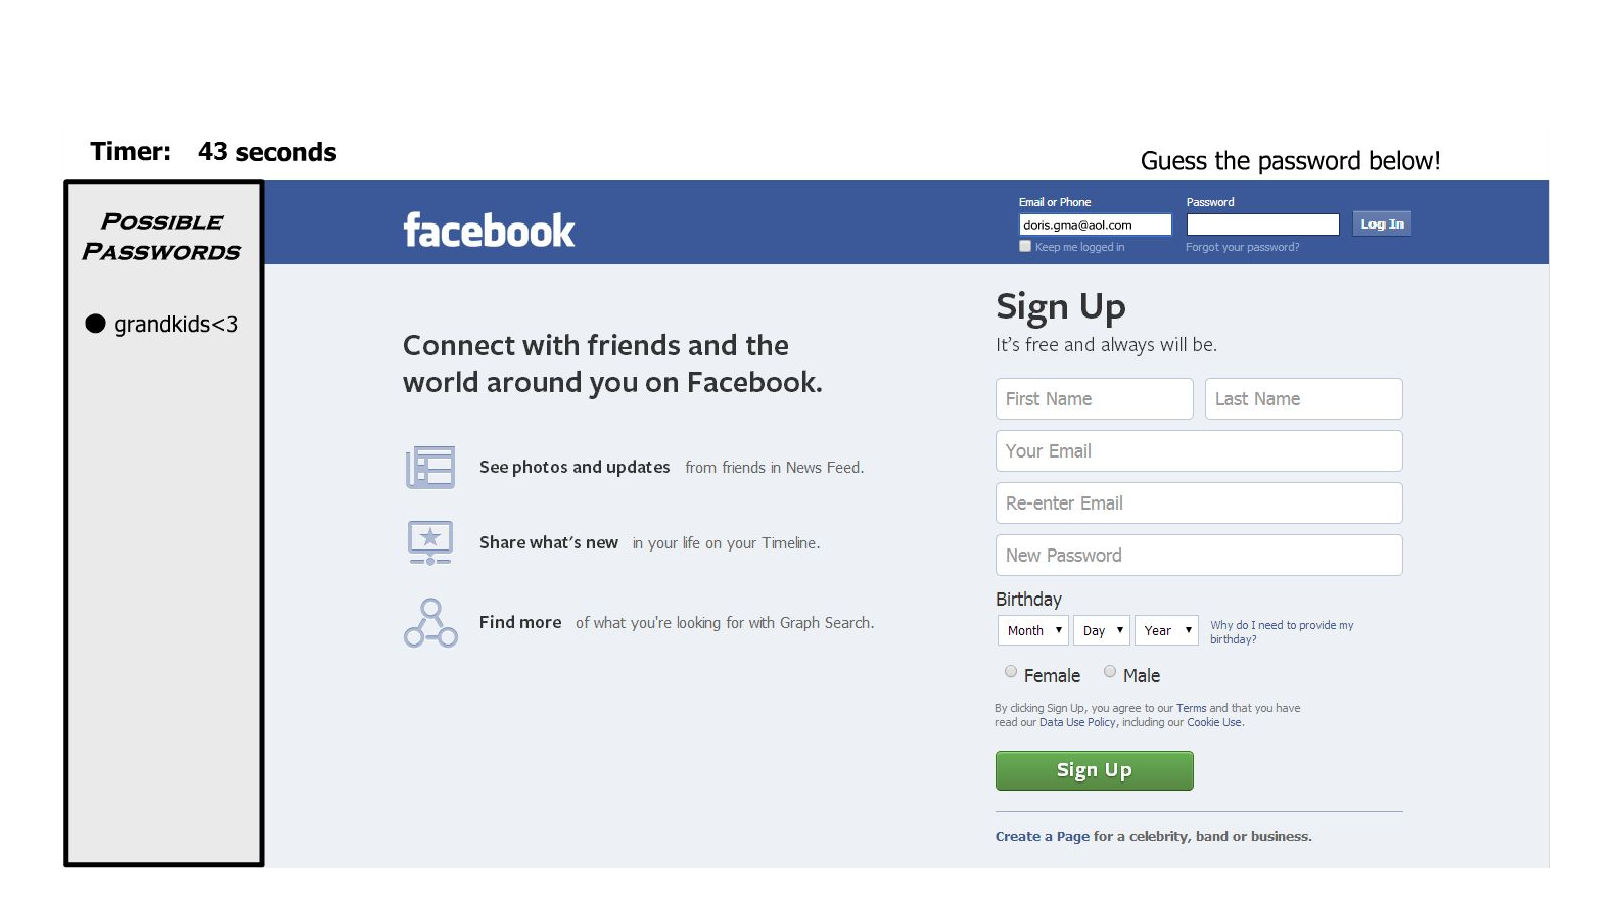 Timer: 43 seconds
Guess the password below!
Possible
Passwords
grandkids<3
facebook
Email or Phone
Password
doris.gma@aol.com
Log In
Keep me logged in
Forgot your password?
Connect with friends and the
world around you on Facebook.
See photos and updates from friends in News Feed.
Share what's new in your life on your Timeline.
Find more of what you're looking for with Graph Search.
Sign Up
It's free and always will be.
First Name
Last Name
Your Email
Re-enter Email
New Password
Birthday
Month
Day
Year
Why do I need to provide my
birthday?
Female
Male
By clicking Sign Up, you agree to our Terms and that you have
read our Data Use Policy, including our Cookie Use.
Sign Up
Create a Page for a celebrity, band or business.